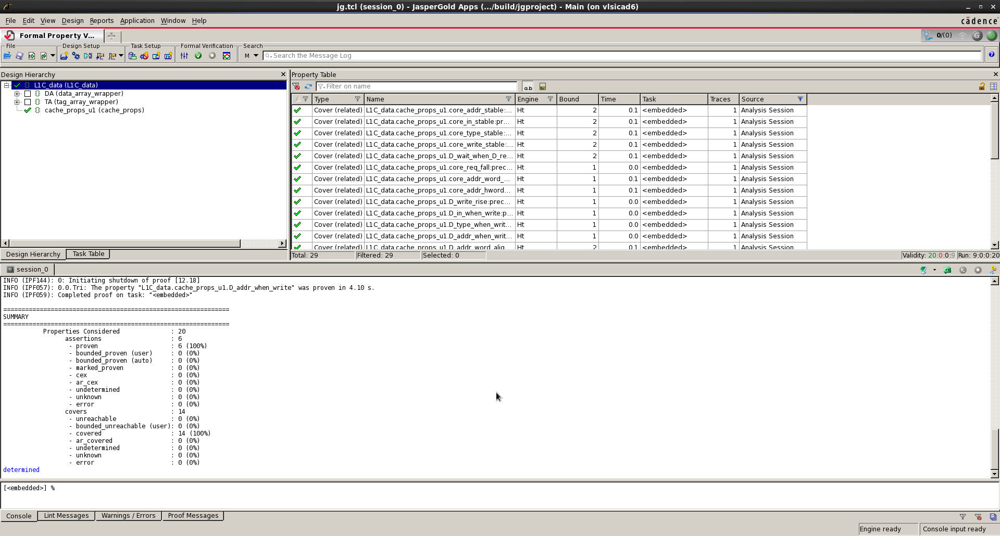 jg.tcl (session_0) - JasperGold Apps (.../build/jgproject) - Main (on vlsicad6)
File Edit View Design Reports Application Window Help
cādence
Formal Property V...
0/(0)
File Design Setup Task Setup Formal Verification Search
M Search the Message Log
Design Hierarchy
L1C_data (L1C_data)
DA (data_array_wrapper)
TA (tag_array_wrapper)
cache_props_u1 (cache_props)
Design Hierarchy Task Table
Property Table
Filter on name
Type Name Engine Bound Time Task Traces Source
Cover (related) L1C_data.cache_props_u1.core_addr_stable:... Ht 2 0.1 <embedded> 1 Analysis Session
Cover (related) L1C_data.cache_props_u1.core_in_stable:pr... Ht 2 0.1 <embedded> 1 Analysis Session
Cover (related) L1C_data.cache_props_u1.core_type_stable:... Ht 2 0.1 <embedded> 1 Analysis Session
Cover (related) L1C_data.cache_props_u1.core_write_stable:... Ht 2 0.1 <embedded> 1 Analysis Session
Cover (related) L1C_data.cache_props_u1.D_wait_when_D_re... Ht 2 0.1 <embedded> 1 Analysis Session
Cover (related) L1C_data.cache_props_u1.core_req_fall:prec... Ht 1 0.0 <embedded> 1 Analysis Session
Cover (related) L1C_data.cache_props_u1.core_addr_word_... Ht 1 0.1 <embedded> 1 Analysis Session
Cover (related) L1C_data.cache_props_u1.core_addr_hword... Ht 1 0.1 <embedded> 1 Analysis Session
Cover (related) L1C_data.cache_props_u1.D_write_rise:prec... Ht 1 0.0 <embedded> 1 Analysis Session
Cover (related) L1C_data.cache_props_u1.D_in_when_write:p... Ht 1 0.0 <embedded> 1 Analysis Session
Cover (related) L1C_data.cache_props_u1.D_type_when_writ... Ht 1 0.0 <embedded> 1 Analysis Session
Cover (related) L1C_data.cache_props_u1.D_addr_when_writ... Ht 1 0.0 <embedded> 1 Analysis Session
Cover (related) L1C_data.cache_props_u1.D_addr_word_alig Ht 2 0.1 <embedded> 1 Analysis Session
Total: 29 Filtered: 29 Selected: 0 Validity: 20:0:0:9 Run: 9:0:0:20
session_0
INFO (IPF144): 0: Initiating shutdown of proof [12.18]
INFO (IPF057): 0.0.Tri: The property "L1C_data.cache_props_u1.D_addr_when_write" was proven in 4.10 s.
INFO (IPF059): Completed proof on task: "<embedded>"
==============================================================
SUMMARY
==============================================================
Properties Considered : 20
assertions : 6
- proven : 6 (100%)
- bounded_proven (user) : 0 (0%)
- bounded_proven (auto) : 0 (0%)
- marked_proven : 0 (0%)
- cex : 0 (0%)
- ar_cex : 0 (0%)
- undetermined : 0 (0%)
- unknown : 0 (0%)
- error : 0 (0%)
covers : 14
- unreachable : 0 (0%)
- bounded_unreachable (user): 0 (0%)
- covered : 14 (100%)
- ar_covered : 0 (0%)
- undetermined : 0 (0%)
- unknown : 0 (0%)
- error : 0 (0%)
determined
[<embedded>] %
Console Lint Messages Warnings / Errors Proof Messages
Engine ready Console input ready